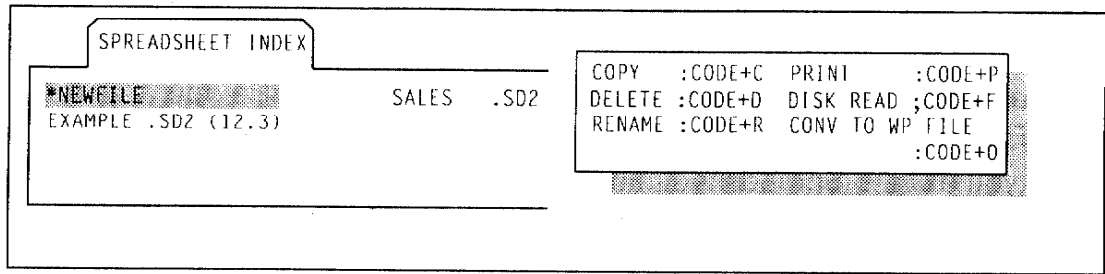 SPREADSHEET INDEX
*NEWFILE SALES .SD2
EXAMPLE .SD2 (12.3)
COPY :CODE+C PRINT :CODE+P
DELETE :CODE+D DISK READ ;CODE+F
RENAME :CODE+R CONV TO WP FILE
:CODE+O